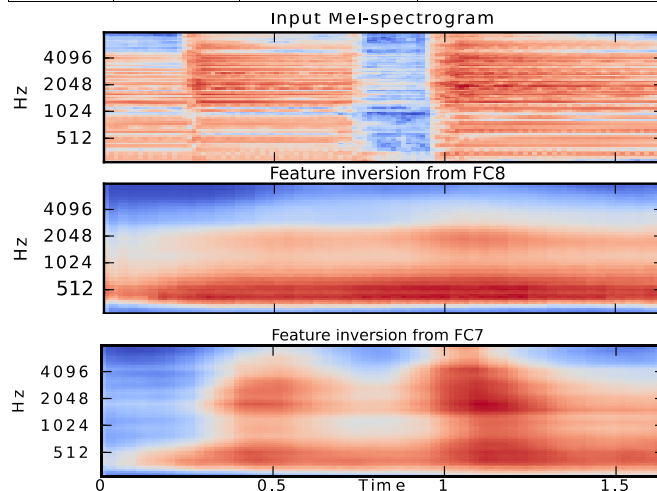 Input Mel-spectrogram
4096
2048
1024
512
Hz
Feature inversion from FC8
4096
2048
1024
512
Hz
Feature inversion from FC7
4096
2048
1024
512
Hz
0 0.5 Time 1 1.5